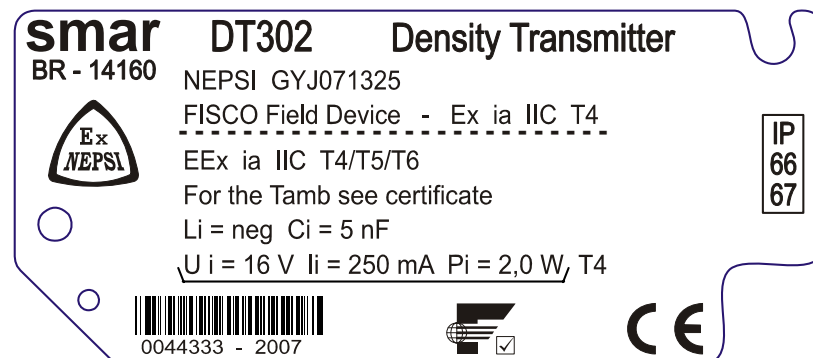 smar DT302 Density Transmitter
BR - 14160
NEPSI GYJ071325
FISCO Field Device - Ex ia IIC T4
Ex
NEPSI
EEx ia IIC T4/T5/T6
For the Tamb see certificate
Li = neg Ci = 5 nF
U i = 16 V Ii = 250 mA Pi = 2,0 W, T4
IP
66
67
0044333 - 2007
CE